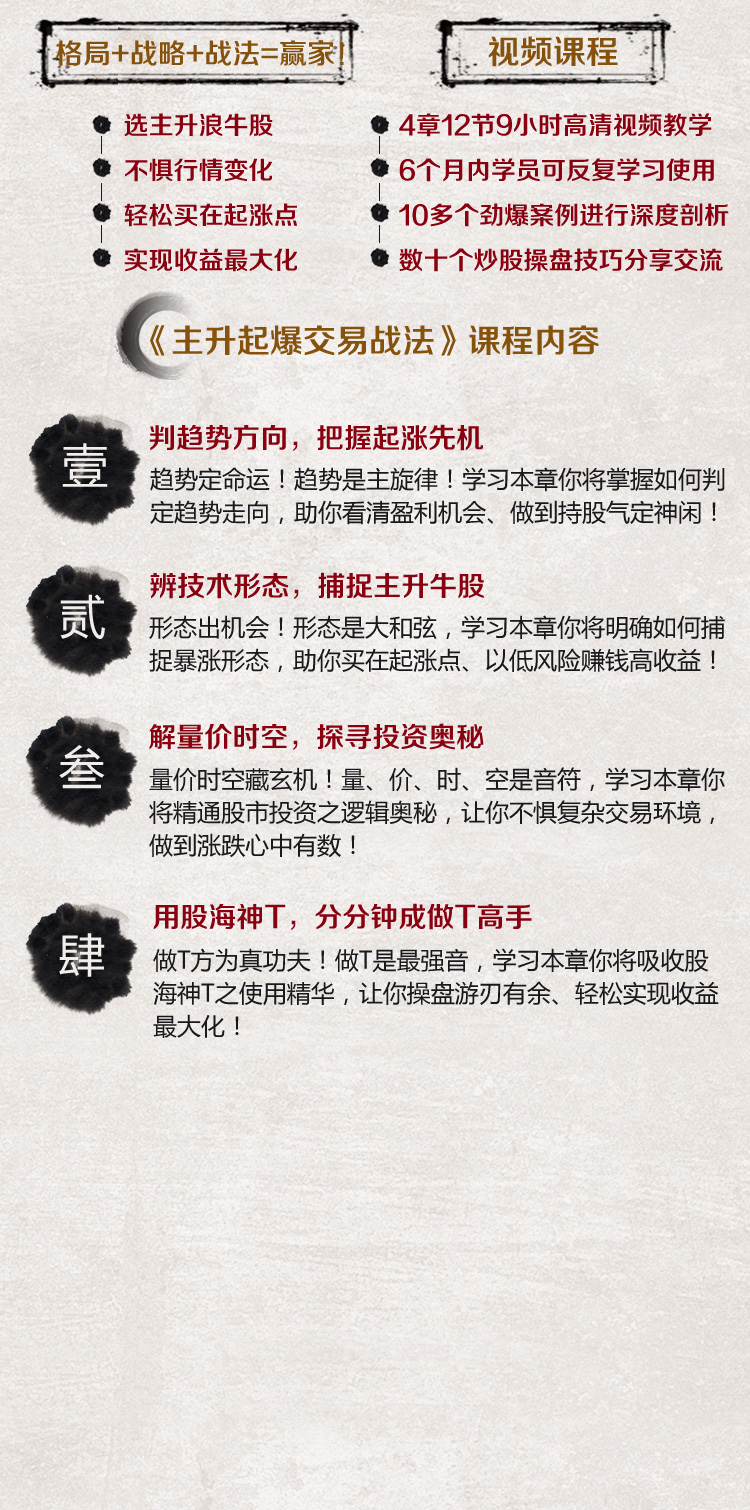 格局+战略+战法=赢家!
选主升浪牛股
不惧行情变化
轻松买在起涨点
实现收益最大化
视频课程
4章12节9小时高清视频教学
6个月内学员可反复学习使用
10多个劲爆案例进行深度剖析
数十个炒股操盘技巧分享交流
《主升起爆交易战法》课程内容
壹
判趋势方向，把握起涨先机
趋势定命运！趋势是主旋律！学习本章你将掌握如何判
定趋势走向，助你看清盈利机会、做到持股气定神闲！
贰
辨技术形态，捕捉主升牛股
形态出机会！形态是大和弦，学习本章你将明确如何捕
捉暴涨形态，助你买在起涨点、以低风险赚钱高收益！
叁
解量价时空，探寻投资奥秘
量价时空藏玄机！量、价、时、空是音符，学习本章你
将精通股市投资之逻辑奥秘，让你不惧复杂交易环境，
做到涨跌心中有数！
肆
用股海神T，分分钟成做T高手
做T方为真功夫！做T是最强音，学习本章你将吸收股
海神T之使用精华，让你操盘游刃有余、轻松实现收益
最大化！